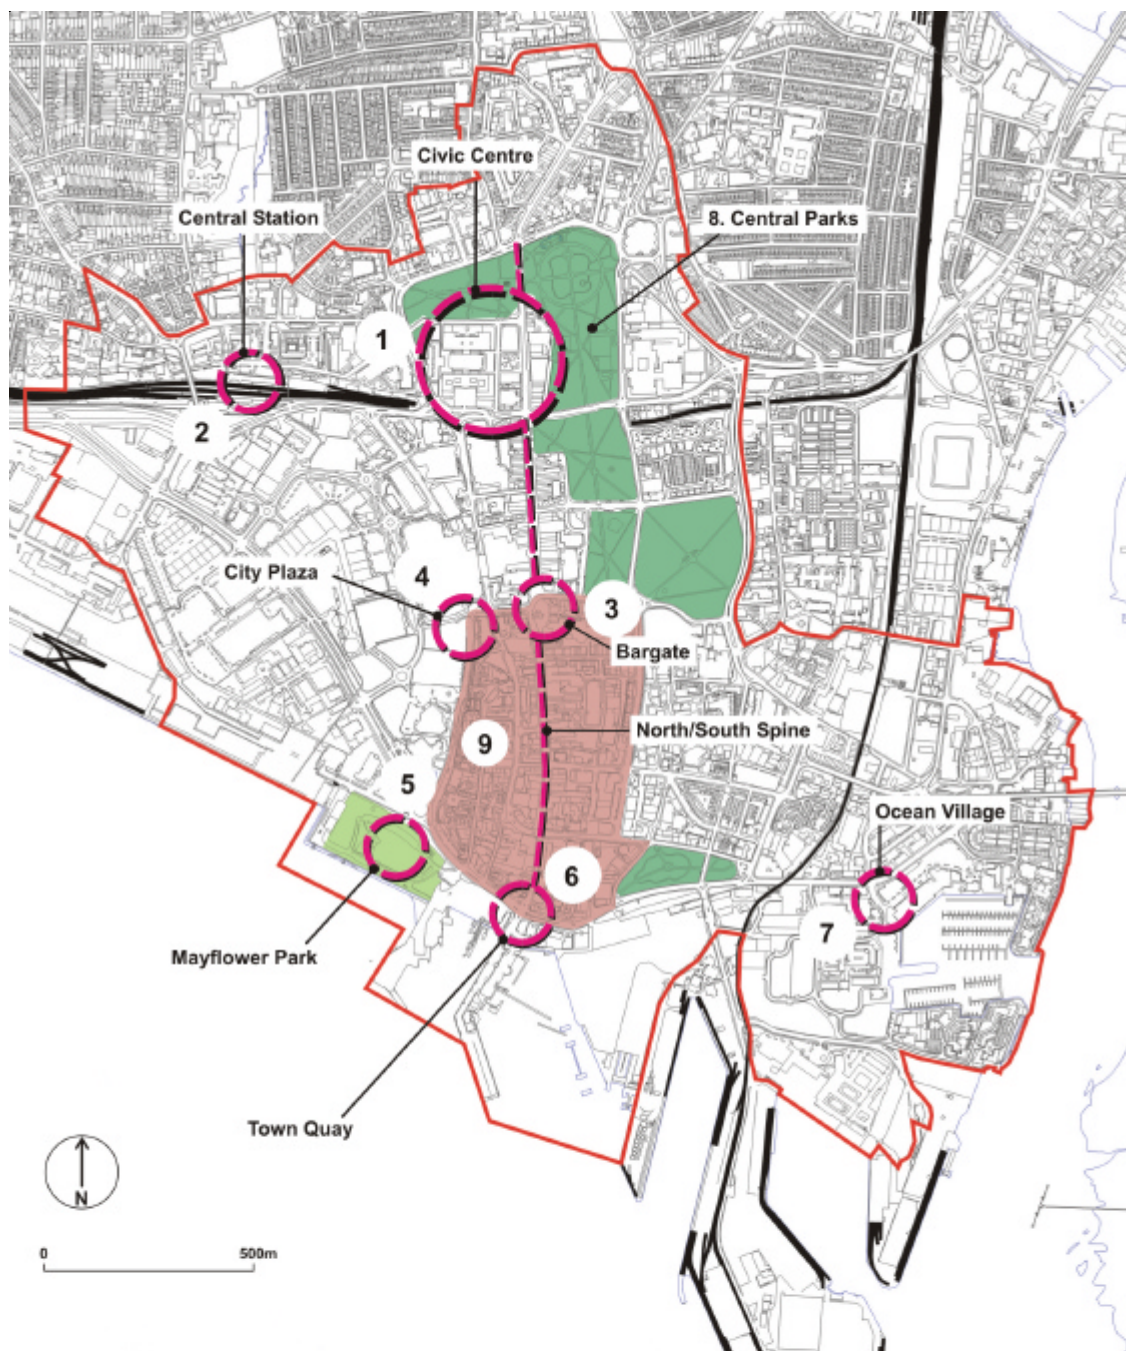 Civic Centre
Central Station
8. Central Parks
1
2
City Plaza
4
3
Bargate
North/South Spine
9
5
Ocean Village
6
7
Mayflower Park
Town Quay
N
0 500m